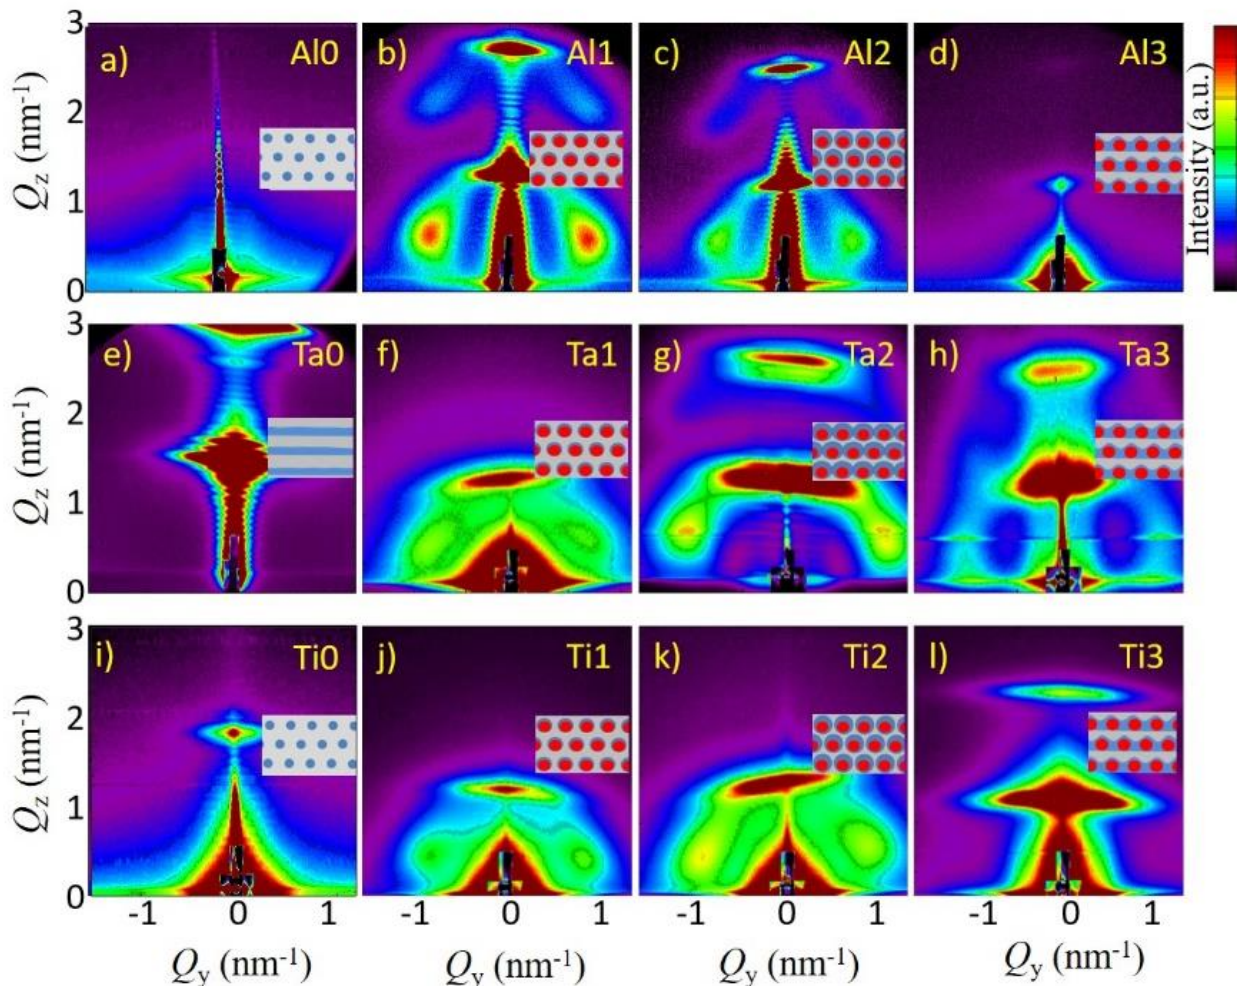 3
a) Al0
b) Al1
c) Al2
d) Al3
2
Qz (nm-1)
1
0
Intensity (a.u.)
3
e) Ta0
f) Ta1
g) Ta2
h) Ta3
2
Qz (nm-1)
1
0
3
i) Ti0
j) Ti1
k) Ti2
l) Ti3
2
Qz (nm-1)
1
0
-1 0 1 -1 0 1 -1 0 1 -1 0 1
Qy (nm-1) Qy (nm-1) Qy (nm-1) Qy (nm-1)